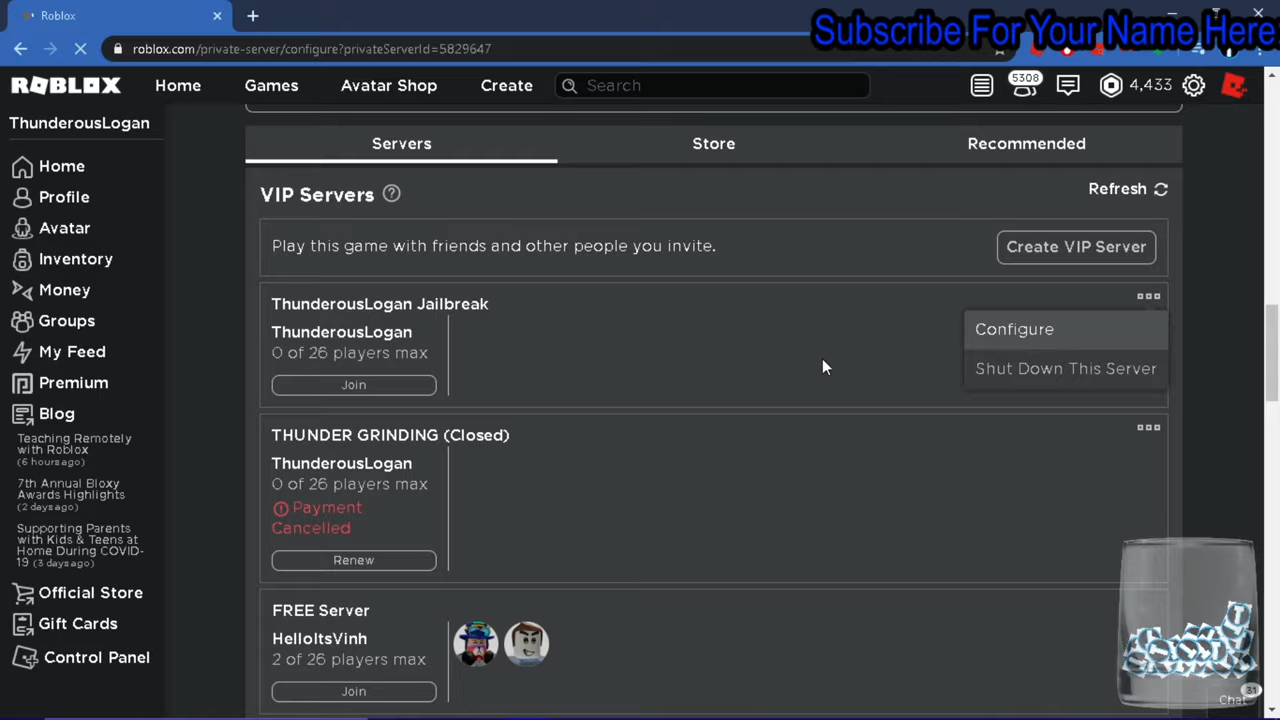 Roblox
Subscribe For Your Name Here
roblox.com/private-server/configure?privateServerId=5829647
ROBLOX
Home
Games
Avatar Shop
Create
Search
5308
4,433
ThunderousLogan
Home
Profile
Avatar
Inventory
Money
Groups
My Feed
Premium
Blog
Teaching Remotely
with Roblox
(6 hours ago)
7th Annual Bloxy
Awards Highlights
(2 days ago)
Supporting Parents
with Kids & Teens at
Home During COVID-
19 (3 days ago)
Official Store
Gift Cards
Control Panel
Servers
Store
Recommended
VIP Servers
Refresh
Play this game with friends and other people you invite.
Create VIP Server
ThunderousLogan Jailbreak
ThunderousLogan
0 of 26 players max
Join
Configure
Shut Down This Server
THUNDER GRINDING (Closed)
ThunderousLogan
0 of 26 players max
Payment
Cancelled
Renew
FREE Server
HelloItsVinh
2 of 26 players max
Join
Chat
31